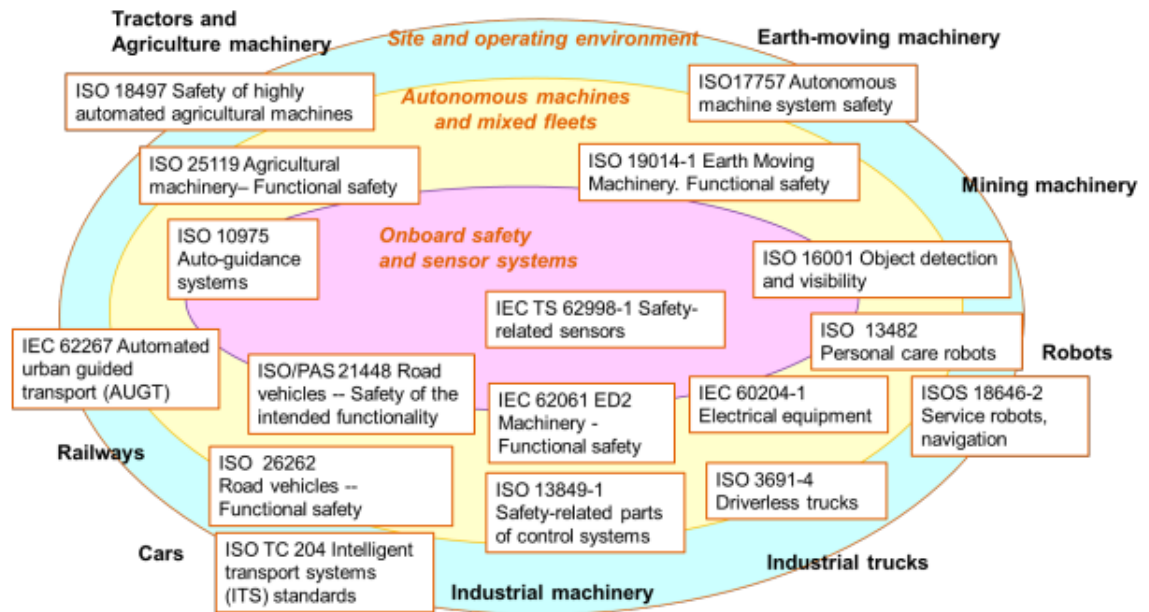 Tractors and
Agriculture machinery
Site and operating environment
Earth-moving machinery
ISO 18497 Safety of highly
automated agricultural machines
Autonomous machines
and mixed fleets
ISO17757 Autonomous
machine system safety
ISO 25119 Agricultural
machinery– Functional safety
ISO 19014-1 Earth Moving
Machinery. Functional safety
Mining machinery
ISO 10975
Auto-guidance
systems
Onboard safety
and sensor systems
ISO 16001 Object detection
and visibility
IEC TS 62998-1 Safety-
related sensors
IEC 62267 Automated
urban guided
transport (AUGT)
ISO 13482
Personal care robots
Robots
ISO/PAS 21448 Road
vehicles -- Safety of the
intended functionality
IEC 62061 ED2
Machinery -
Functional safety
IEC 60204-1
Electrical equipment
ISOS 18646-2
Service robots,
navigation
Railways
ISO 26262
Road vehicles --
Functional safety
ISO 13849-1
Safety-related parts
of control systems
ISO 3691-4
Driverless trucks
Cars
ISO TC 204 Intelligent
transport systems
(ITS) standards
Industrial machinery
Industrial trucks